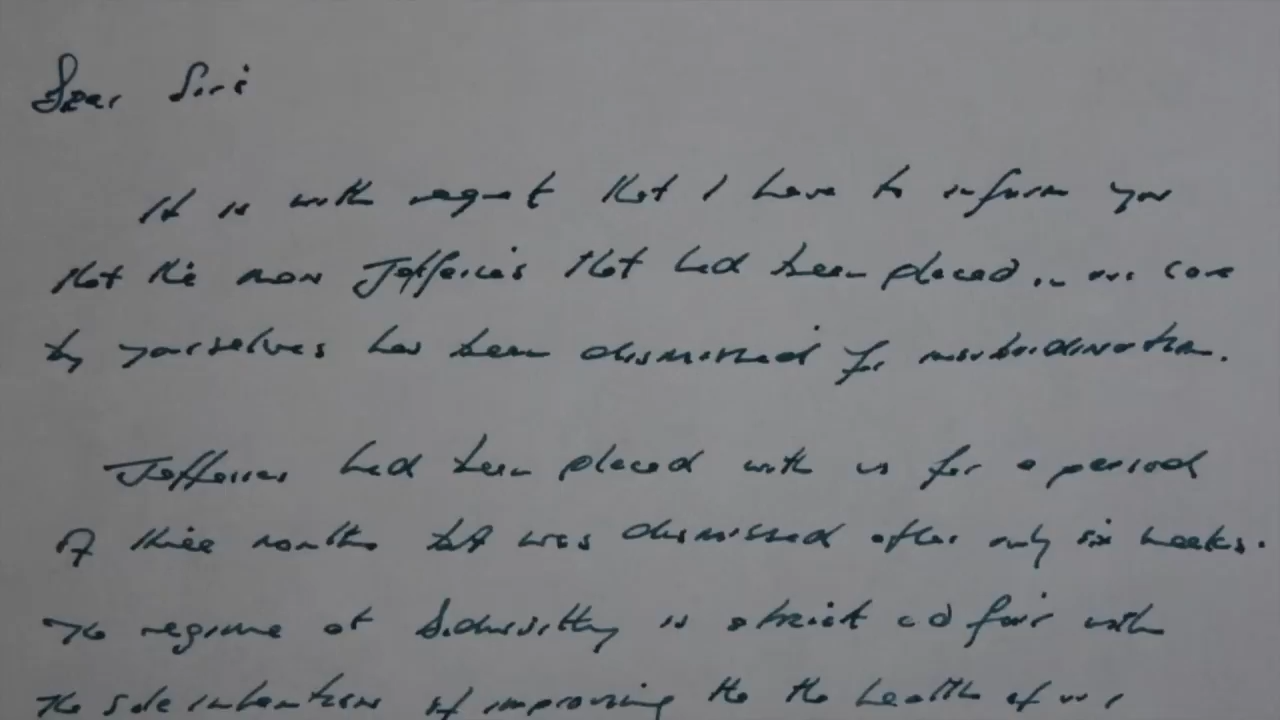 Dear Sirs
It is with regret that I have to inform you
that the man Jefferies that had been placed in our care
by yourselves has been dismissed for insubordination.
Jefferies had been placed with us for a period
of three months but was dismissed after only six weeks.
The regime at is strict and fair with
the sole intention of improving the the health of our